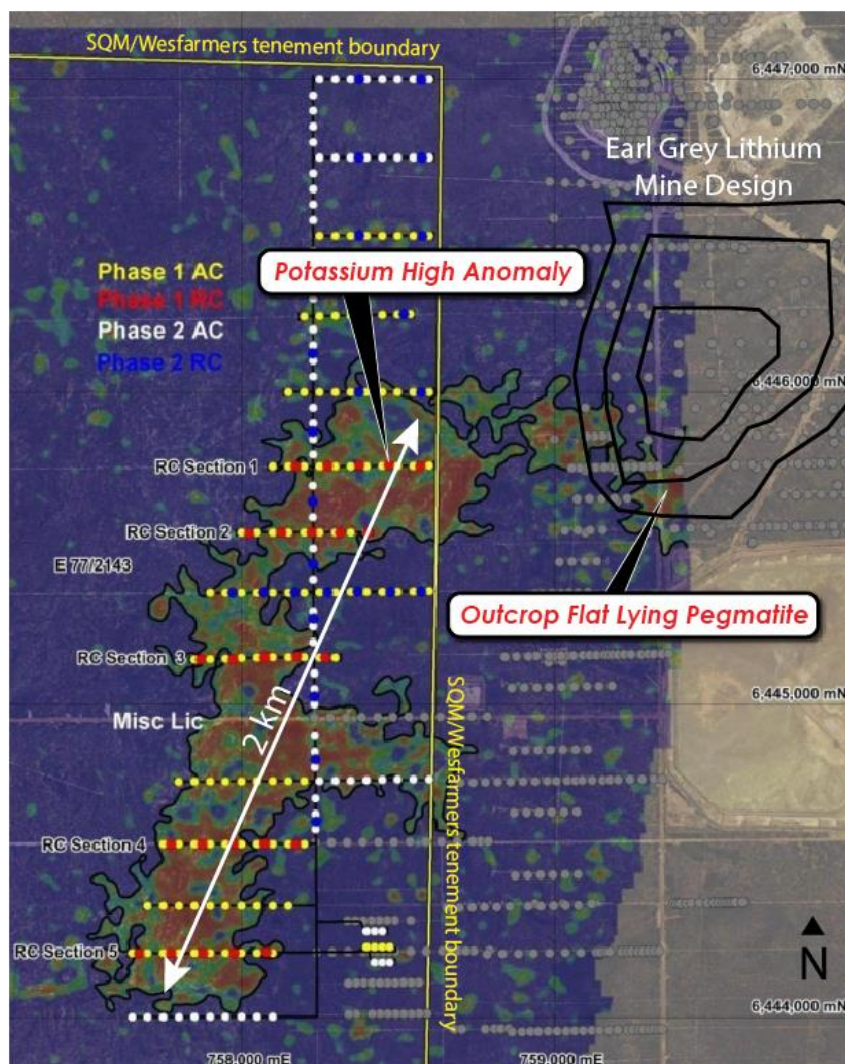 SQM/Wesfarmers tenement boundary
6,447,000 mN
Earl Grey Lithium
Mine Design
Phase 1 AC
Phase 1 RC
Phase 2 AC
Phase 2 RC
Potassium High Anomaly
6,446,000 mN
RC Section 1
RC Section 2
E 77/2143
Outcrop Flat Lying Pegmatite
RC Section 3
SQM/Wesfarmers tenement boundary
6,445,000 mN
Misc Lic
2 km
RC Section 4
RC Section 5
N
6,444,000 mN
758,000 mE
759,000 mE